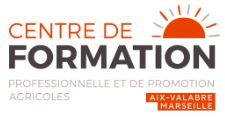 CENTRE DE
FORMATION
PROFESSIONNELLE ET DE PROMOTION
AGRICOLES
AIX-VALABRE
MARSEILLE